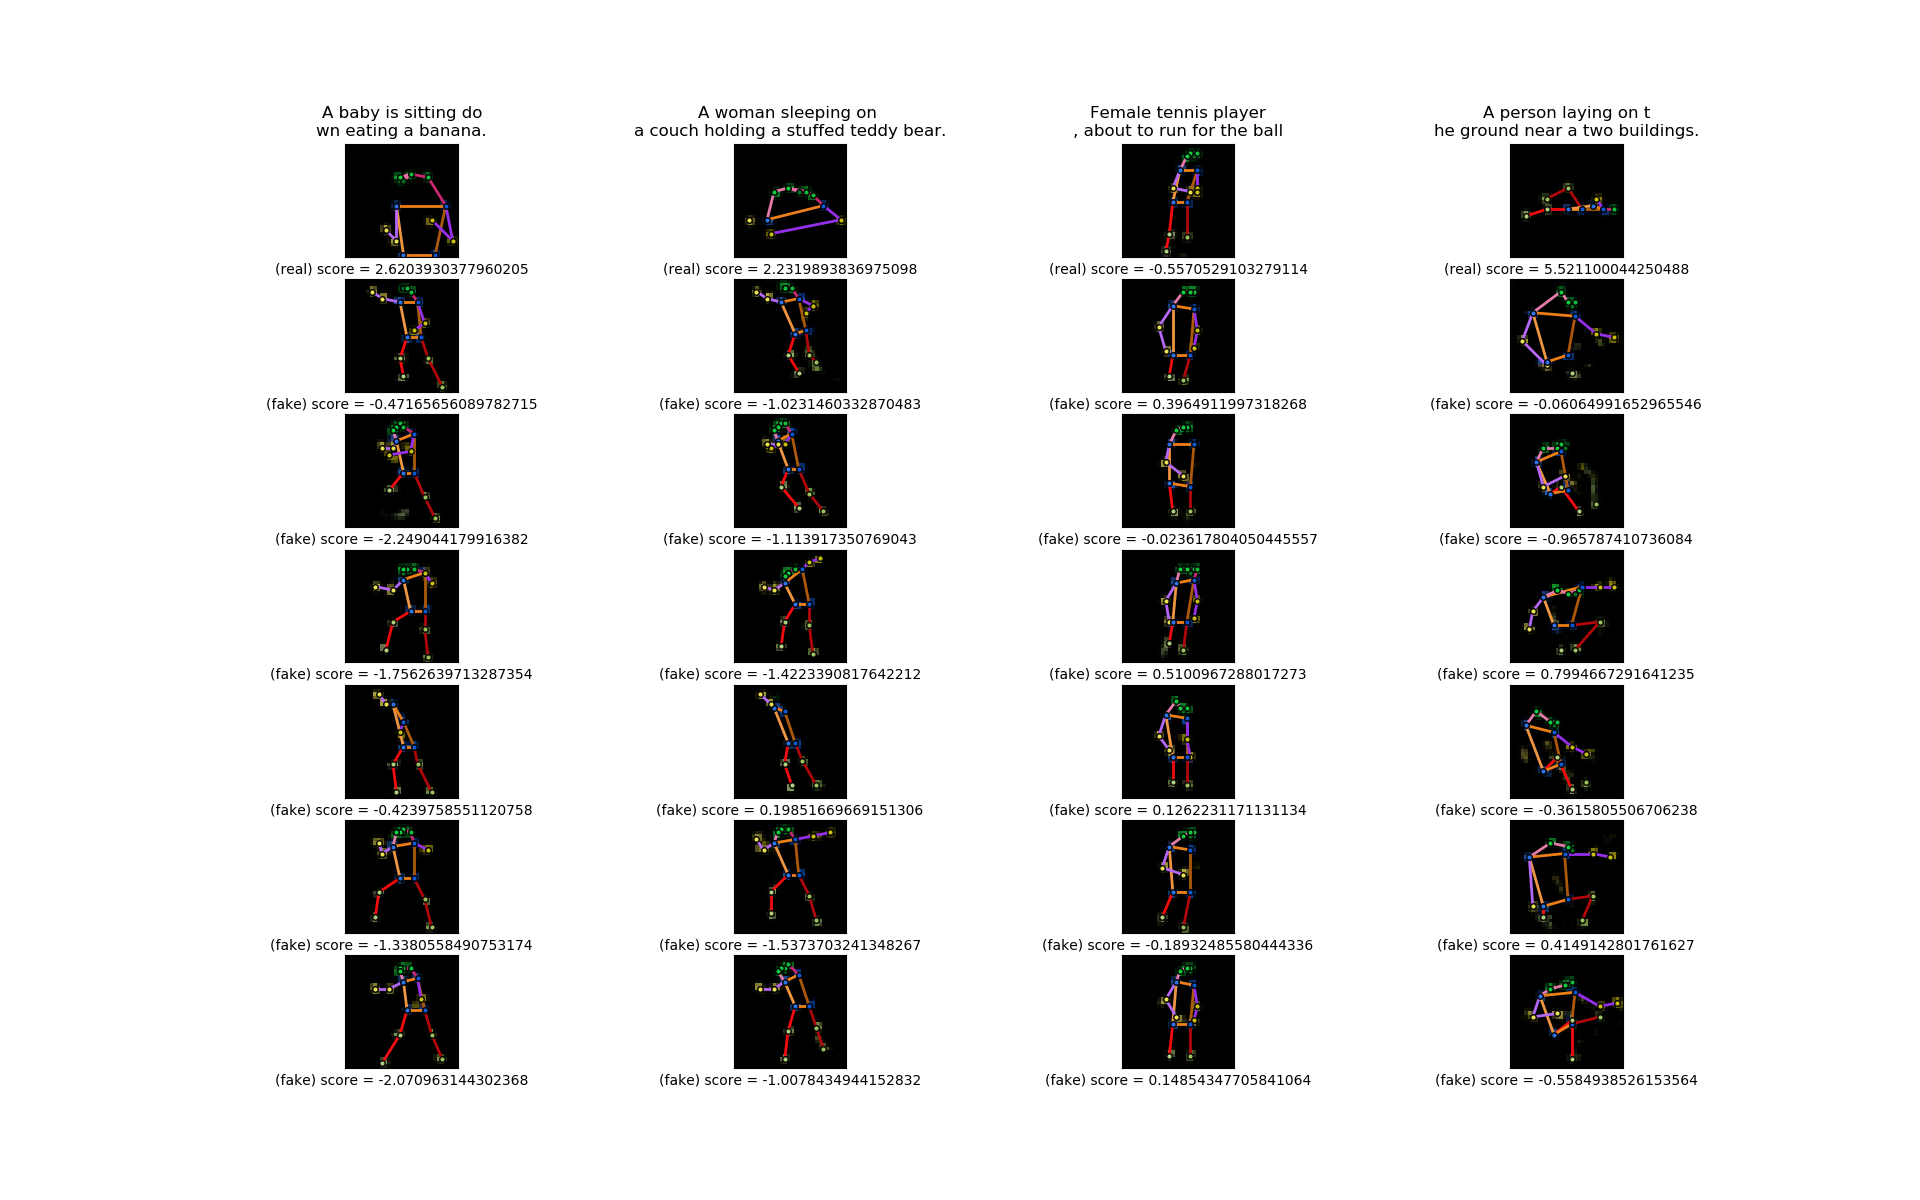 A baby is sitting do
wn eating a banana.
A woman sleeping on
a couch holding a stuffed teddy bear.
Female tennis player
, about to run for the ball
A person laying on t
he ground near a two buildings.
(real) score = 2.6203930377960205
(real) score = 2.2319893836975098
(real) score = -0.5570529103279114
(real) score = 5.521100044250488
(fake) score = -0.47165656089782715
(fake) score = -1.0231460332870483
(fake) score = 0.3964911997318268
(fake) score = -0.06064991652965546
(fake) score = -2.249044179916382
(fake) score = -1.113917350769043
(fake) score = -0.023617804050445557
(fake) score = -0.965787410736084
(fake) score = -1.7562639713287354
(fake) score = -1.4223390817642212
(fake) score = 0.5100967288017273
(fake) score = 0.7994667291641235
(fake) score = -0.4239758551120758
(fake) score = 0.19851669669151306
(fake) score = 0.1262231171131134
(fake) score = -0.3615805506706238
(fake) score = -1.3380558490753174
(fake) score = -1.5373703241348267
(fake) score = -0.18932485580444336
(fake) score = 0.4149142801761627
(fake) score = -2.070963144302368
(fake) score = -1.0078434944152832
(fake) score = 0.14854347705841064
(fake) score = -0.5584938526153564